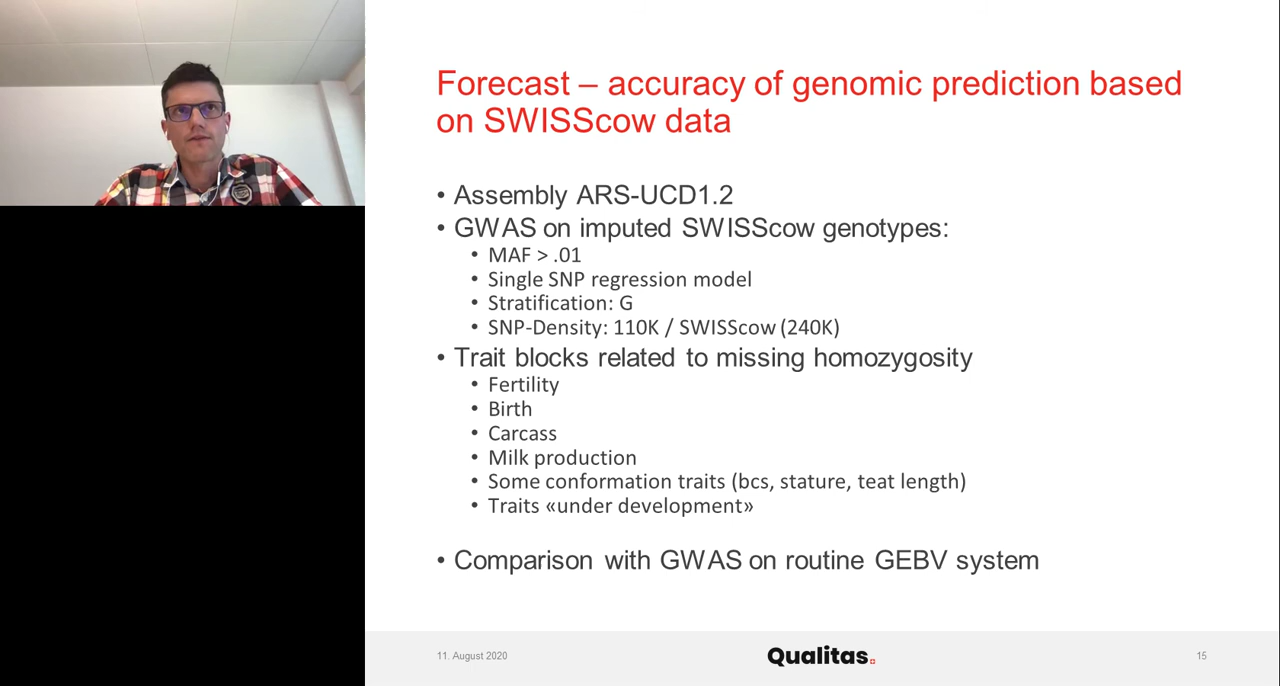 Forecast – accuracy of genomic prediction based
on SWISScow data
• Assembly ARS-UCD1.2
• GWAS on imputed SWISScow genotypes:
• MAF > .01
• Single SNP regression model
• Stratification: G
• SNP-Density: 110K / SWISScow (240K)
• Trait blocks related to missing homozygosity
• Fertility
• Birth
• Carcass
• Milk production
• Some conformation traits (bcs, stature, teat length)
• Traits «under development»
• Comparison with GWAS on routine GEBV system
11. August 2020
Qualitas.
15